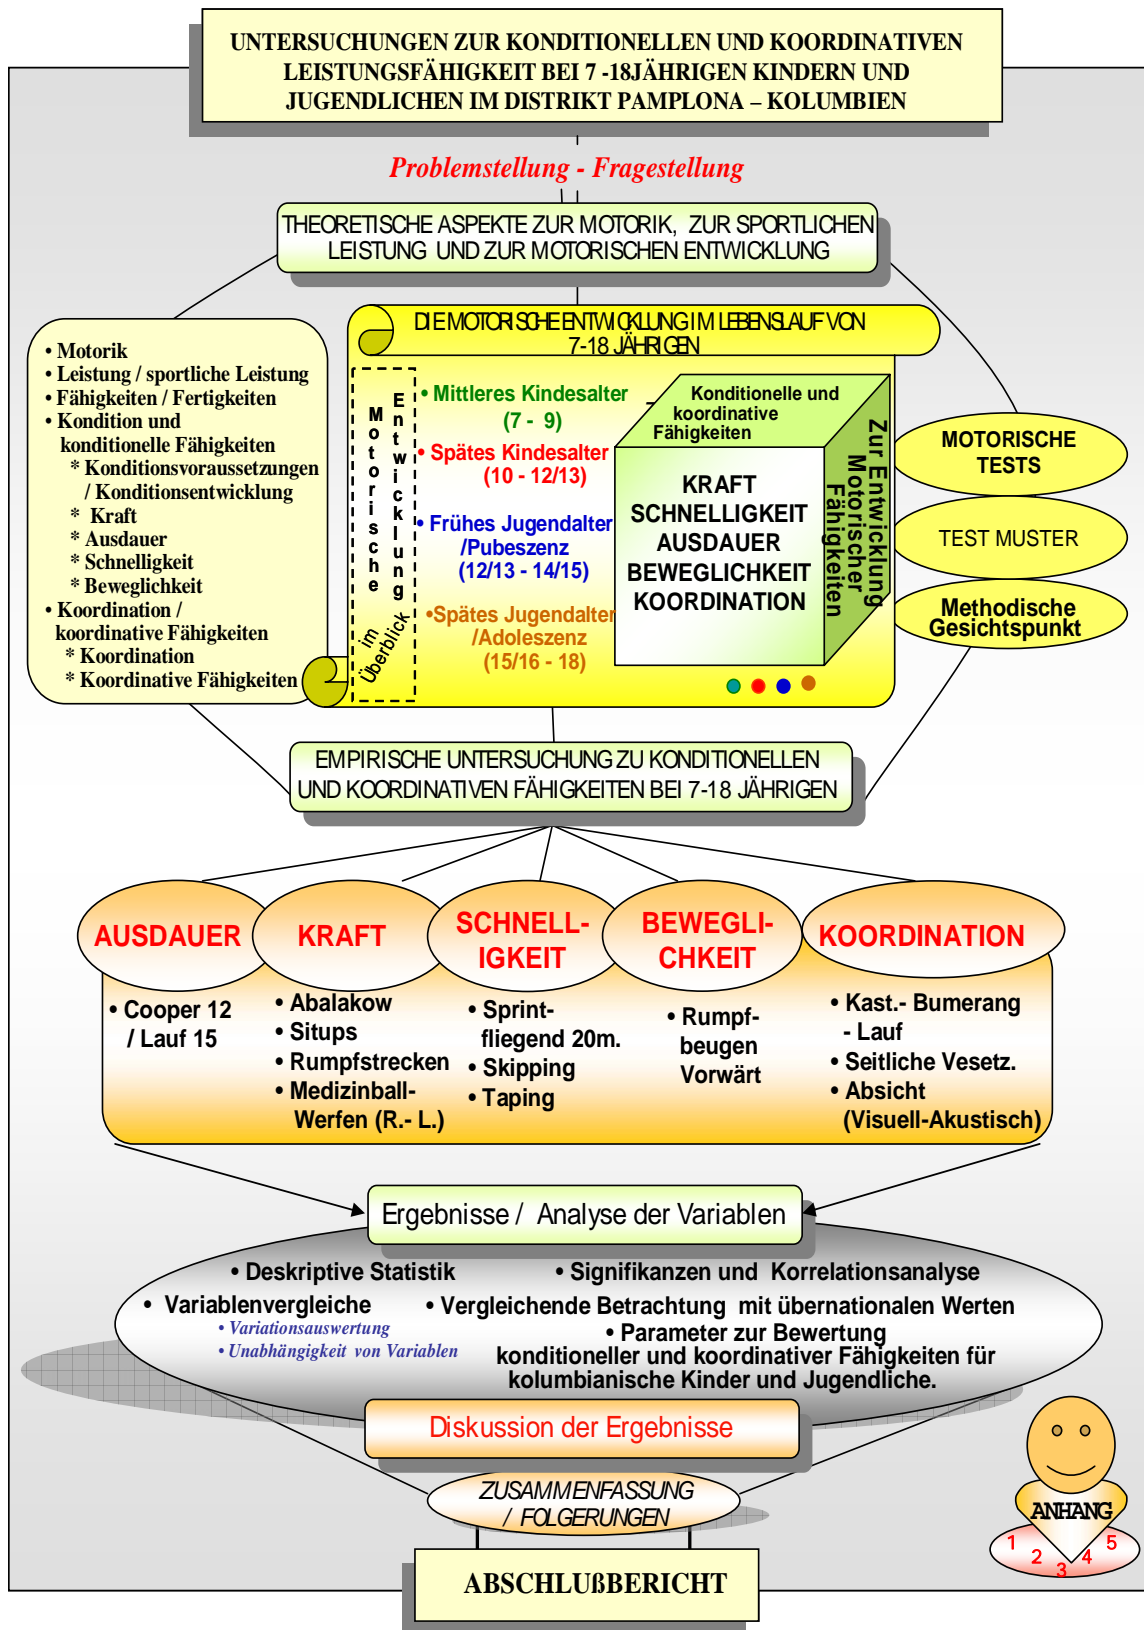 UNTERSUCHUNGEN ZUR KONDITIONELLEN UND KOORDINATIVEN
LEISTUNGSFÄHIGKEIT BEI 7 -18JÄHRIGEN KINDERN UND
JUGENDLICHEN IM DISTRIKT PAMPLONA – KOLUMBIEN
Problemstellung - Fragestellung
THEORETISCHE ASPEKTE ZUR MOTORIK, ZUR SPORTLICHEN
LEISTUNG UND ZUR MOTORISCHEN ENTWICKLUNG
• Motorik
• Leistung / sportliche Leistung
• Fähigkeiten / Fertigkeiten
• Kondition und
konditionelle Fähigkeiten
* Konditionsvoraussetzungen
/ Konditionsentwicklung
* Kraft
* Ausdauer
* Schnelligkeit
* Beweglichkeit
• Koordination /
koordinative Fähigkeiten
* Koordination
* Koordinative Fähigkeiten
DIE MOTORISCHE ENTWICKLUNG IM LEBENSLAUF VON
7-18 JÄHRIGEN
Motorische
Entwicklung
im
Überblick
• Mittleres Kindesalter
(7 - 9)
• Spätes Kindesalter
(10 - 12/13)
• Frühes Jugendalter
/Pubeszenz
(12/13 - 14/15)
•Spätes Jugendalter
/Adoleszenz
(15/16 - 18)
Konditionelle und
koordinative
Fähigkeiten
KRAFT
SCHNELLIGKEIT
AUSDAUER
BEWEGLICHKEIT
KOORDINATION
Zur Entwicklung
Motorischer
Fähigkeiten
MOTORISCHE
TESTS
TEST MUSTER
Methodische
Gesichtspunkt
EMPIRISCHE UNTERSUCHUNG ZU KONDITIONELLEN
UND KOORDINATIVEN FÄHIGKEITEN BEI 7-18 JÄHRIGEN
AUSDAUER
• Cooper 12
/ Lauf 15
KRAFT
• Abalakow
• Situps
• Rumpfstrecken
• Medizinball-
Werfen (R.- L.)
SCHNELL-
IGKEIT
• Sprint-
fliegend 20m.
• Skipping
• Taping
BEWEGLI-
CHKEIT
• Rumpf-
beugen
Vorwärt
KOORDINATION
• Kast.- Bumerang
- Lauf
• Seitliche Vesetz.
• Absicht
(Visuell-Akustisch)
Ergebnisse / Analyse der Variablen
• Deskriptive Statistik
• Signifikanzen und Korrelationsanalyse
• Variablenvergleiche
• Variationsauswertung
• Unabhängigkeit von Variablen
• Vergleichende Betrachtung mit übernationalen Werten
• Parameter zur Bewertung
konditioneller und koordinativer Fähigkeiten für
kolumbianische Kinder und Jugendliche.
Diskussion der Ergebnisse
ZUSAMMENFASSUNG
/ FOLGERUNGEN
ANHANG
1 2 3 4 5
ABSCHLUßBERICHT